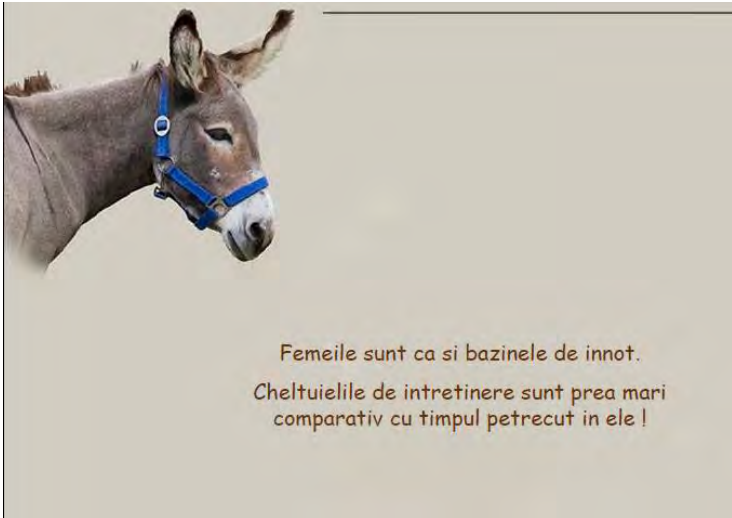 Femeile sunt ca si bazinele de innot.
Cheltuielile de intretinere sunt prea mari
comparativ cu timpul petrecut in ele !